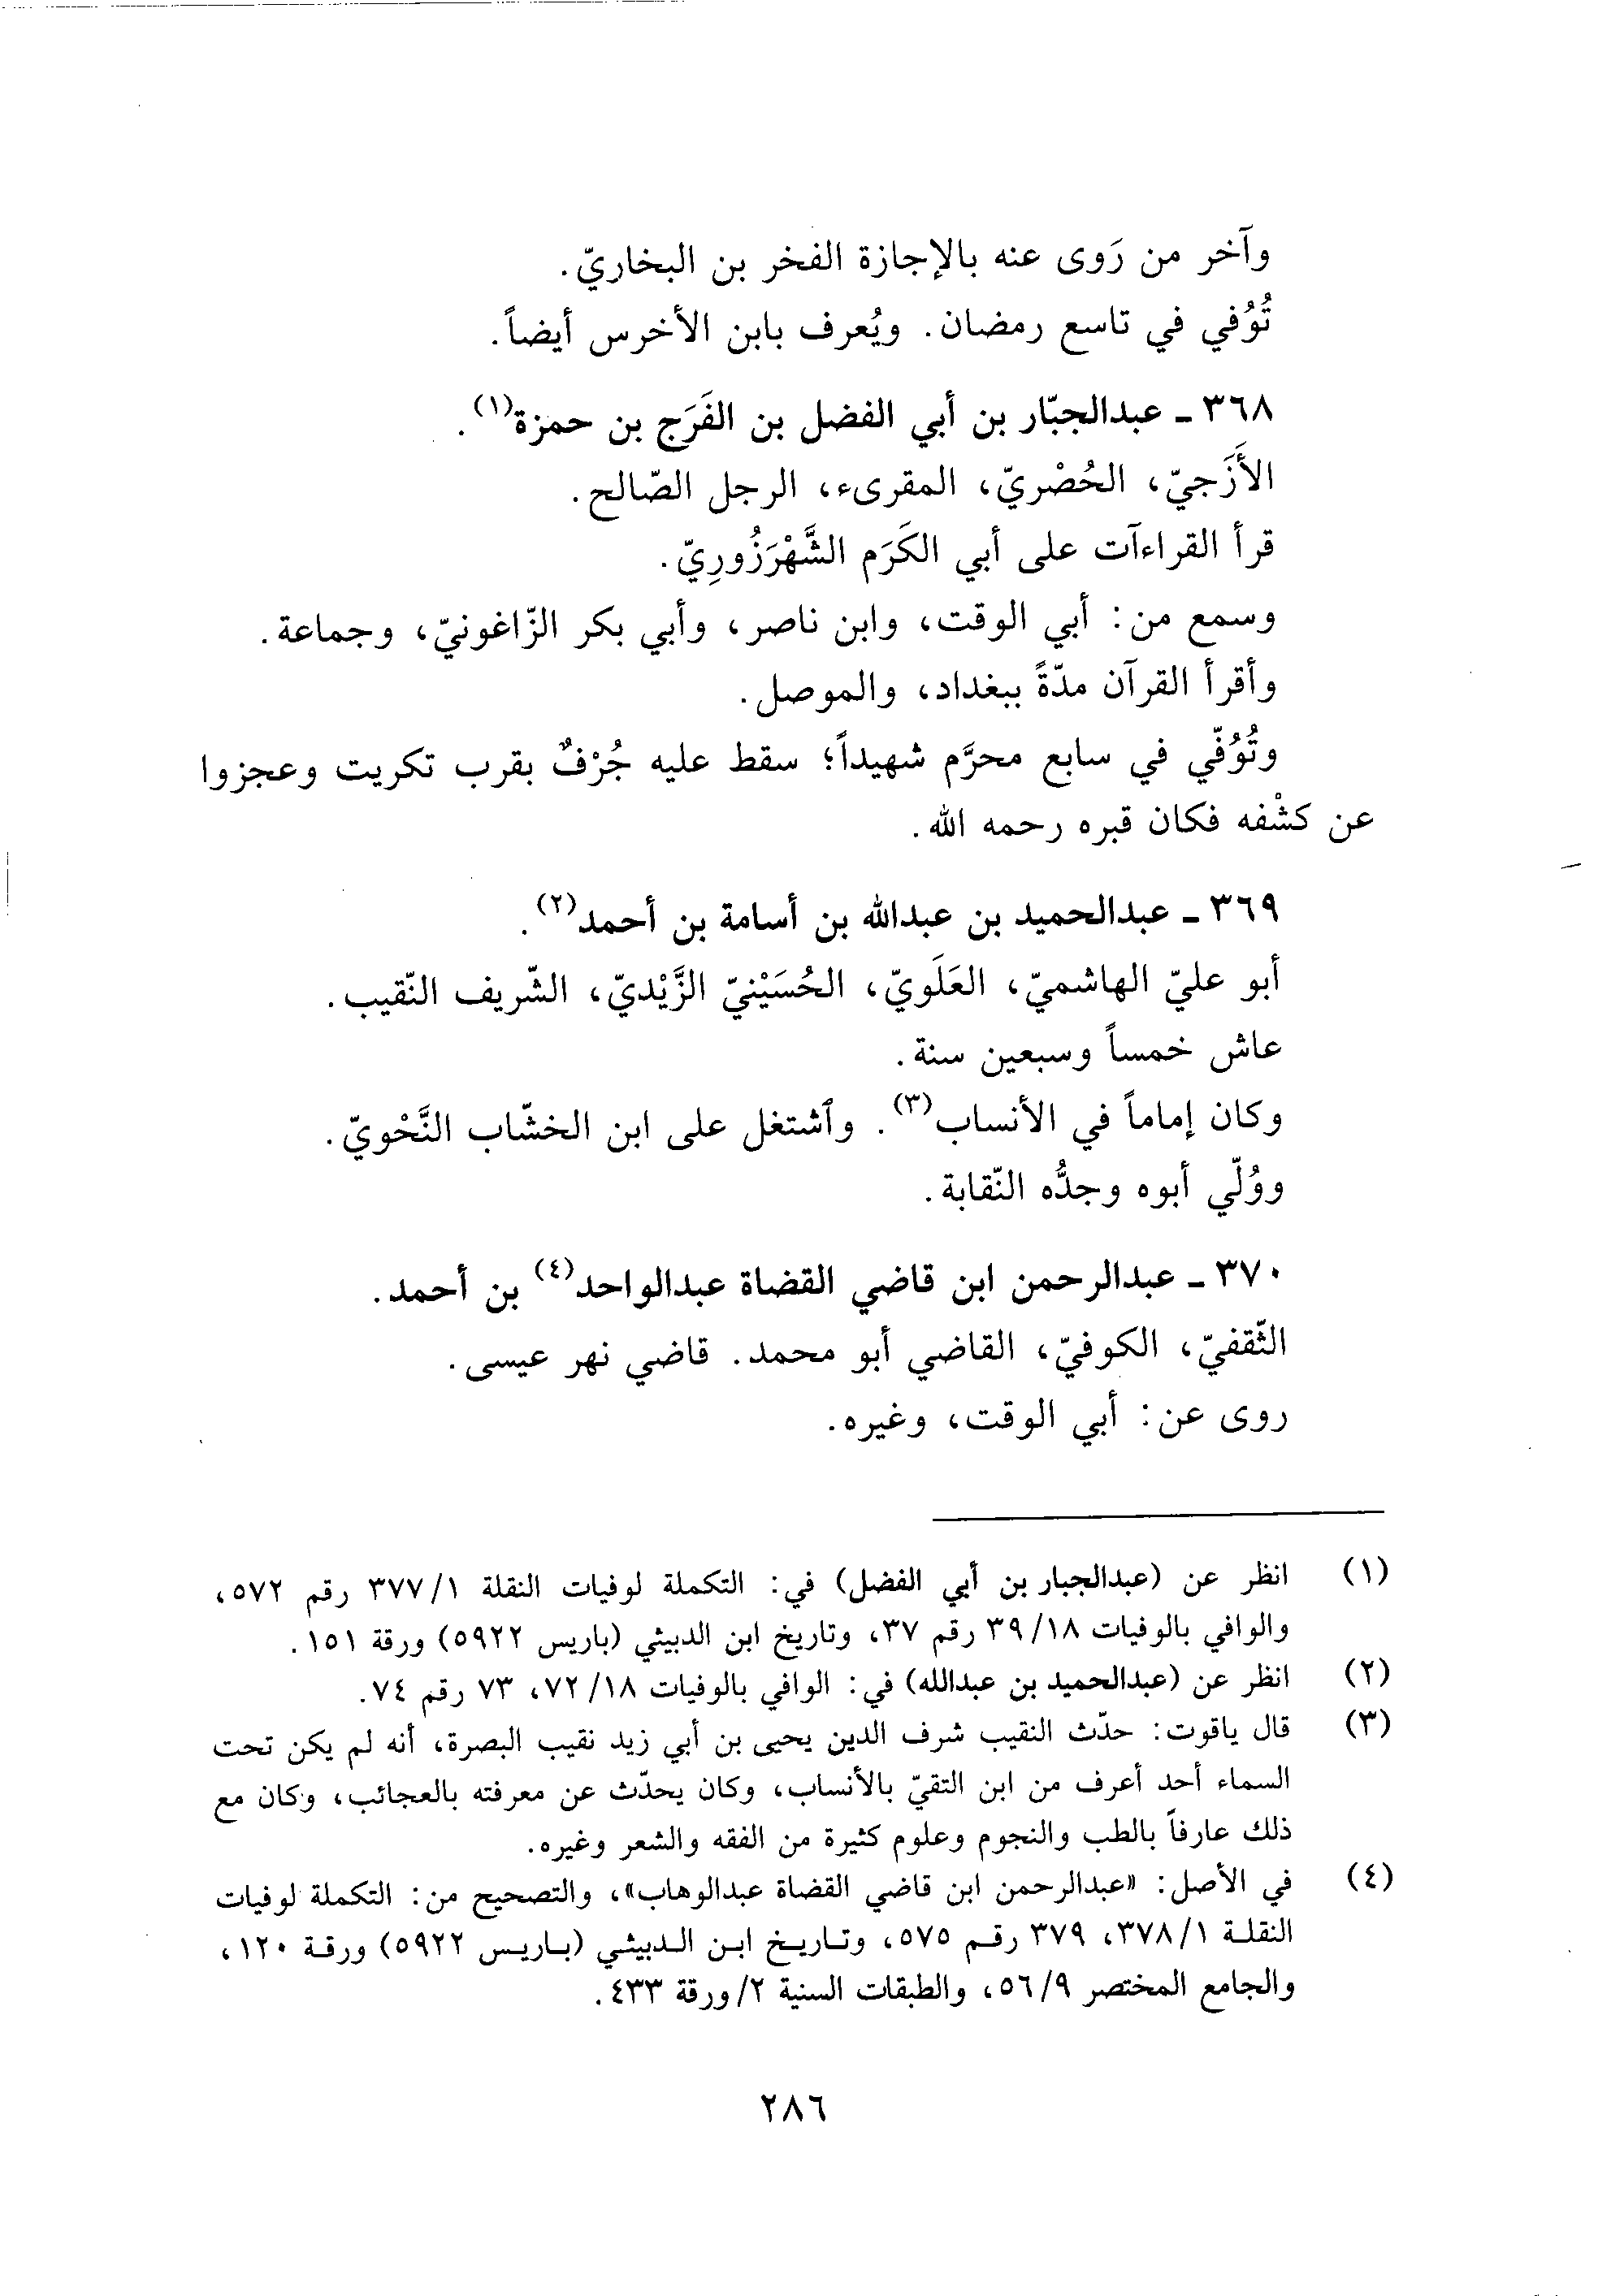 وآخر من رَوى عنه بالإجازة الفخر بن البخاريّ.
تُوُفي في تاسع رمضان. ويُعرف بابن الأخرس أيضاً.
٣٦٨ ـ عبدالجبّار بن أبي الفضل بن الفَرَج بن حمزة(١).
الأَزَجيّ، الحُصْريّ، المقرىء، الرجل الصّالح.
قرأ القراءآت على أبي الكَرَم الشَّهْرَزُورِيّ.
وسمع من: أبي الوقت، وابن ناصر، وأبي بكر الزّاغونيّ، وجماعة.
وأقرأ القرآن مدّةً ببغداد، والموصل.
وتُوُفّي في سابع محرَّم شهيداً؛ سقط عليه جُرْفٌ بقرب تكريت وعجزوا
عن كشْفه فكان قبره رحمه الله.
٣٦٩ ـ عبدالحميد بن عبدالله بن أسامة بن أحمد(٢).
أبو عليّ الهاشميّ، العَلَويّ، الحُسَيْنيّ الزَّيْديّ، الشّريف النّقيب.
عاش خمساً وسبعين سنة.
وكان إماماً في الأنساب(٣). وٱشتغل على ابن الخشّاب النَّحْويّ.
ووُلّي أبوه وجدُّه النّقابة.
٣٧٠ ـ عبدالرحمن ابن قاضي القضاة عبدالواحد(٤) بن أحمد.
الثّقفيّ، الكوفيّ، القاضي أبو محمد. قاضي نهر عيسى.
روى عن: أبي الوقت، وغيره.
(١) انظر عن (عبدالجبار بن أبي الفضل) في: التكملة لوفيات النقلة ١/٣٧٧ رقم ٥٧٢،
والوافي بالوفيات ١٨/٣٩ رقم ٣٧، وتاريخ ابن الدبيثي (باريس ٥٩٢٢) ورقة ١٥١.
(٢) انظر عن (عبدالحميد بن عبدالله) في: الوافي بالوفيات ١٨/٧٢، ٧٣ رقم ٧٤.
(٣) قال ياقوت: حدّث النقيب شرف الدين يحيى بن أبي زيد نقيب البصرة، أنه لم يكن تحت
السماء أحد أعرف من ابن التقيّ بالأنساب، وكان يحدّث عن معرفته بالعجائب، وكان مع
ذلك عارفاً بالطب والنجوم وعلوم كثيرة من الفقه والشعر وغيره.
(٤) في الأصل: «عبدالرحمن ابن قاضي القضاة عبدالوهاب»، والتصحيح من: التكملة لوفيات
النقلة ١/٣٧٨، ٣٧٩ رقم ٥٧٥، وتاريخ ابن الدبيثي (باريس ٥٩٢٢) ورقة ١٢٠،
والجامع المختصر ٩/٥٦، والطبقات السنية ٢/ورقة ٤٣٣.
٢٨٦